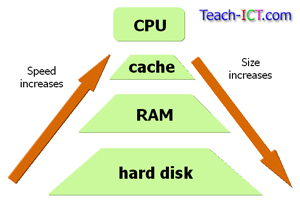 Teach-ICT.com
CPU
Speed
increases
Size
increases
cache
RAM
hard disk